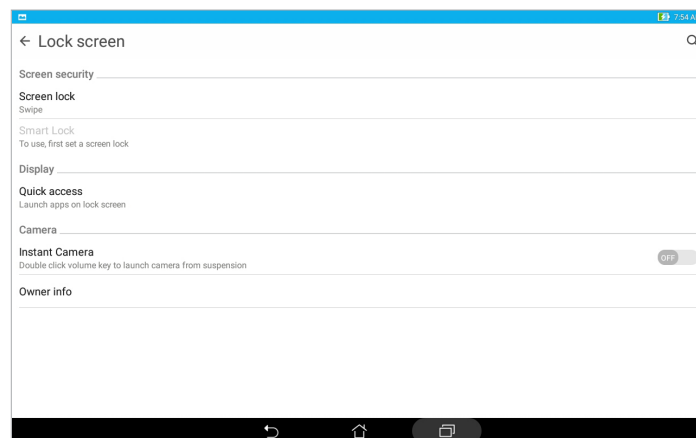 7:54 A
Lock screen
Screen security
Screen lock
Swipe
Smart Lock
To use, first set a screen lock
Display
Quick access
Launch apps on lock screen
Camera
Instant Camera
Double click volume key to launch camera from suspension
OFF
Owner info